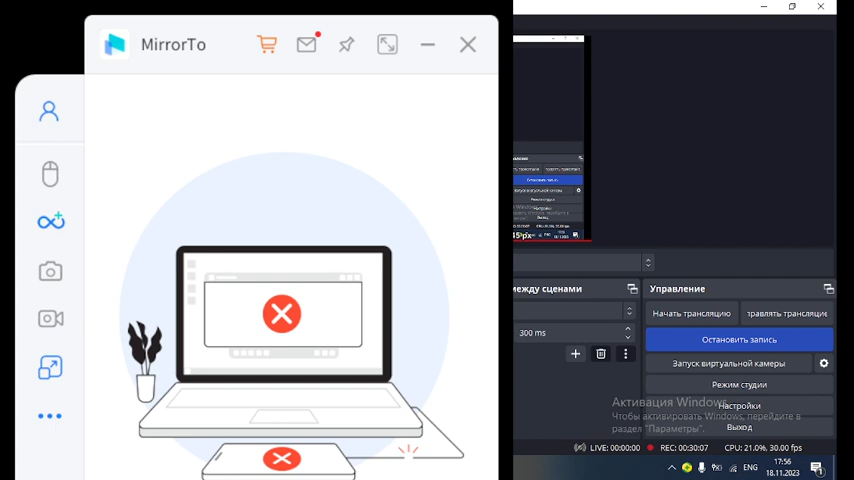 MirrorTo
между сценами
Управление
Начать трансляцию
правлять трансляцие
300 ms
Остановить запись
Запуск виртуальной камеры
Режим студии
Активация Windows
Настройки
Чтобы активировать Windows, перейдите в
раздел "Параметры".
Выход
LIVE: 00:00:00
REC: 00:30:07
CPU: 21.0%, 30.00 fps
ENG
17:56
18.11.2023